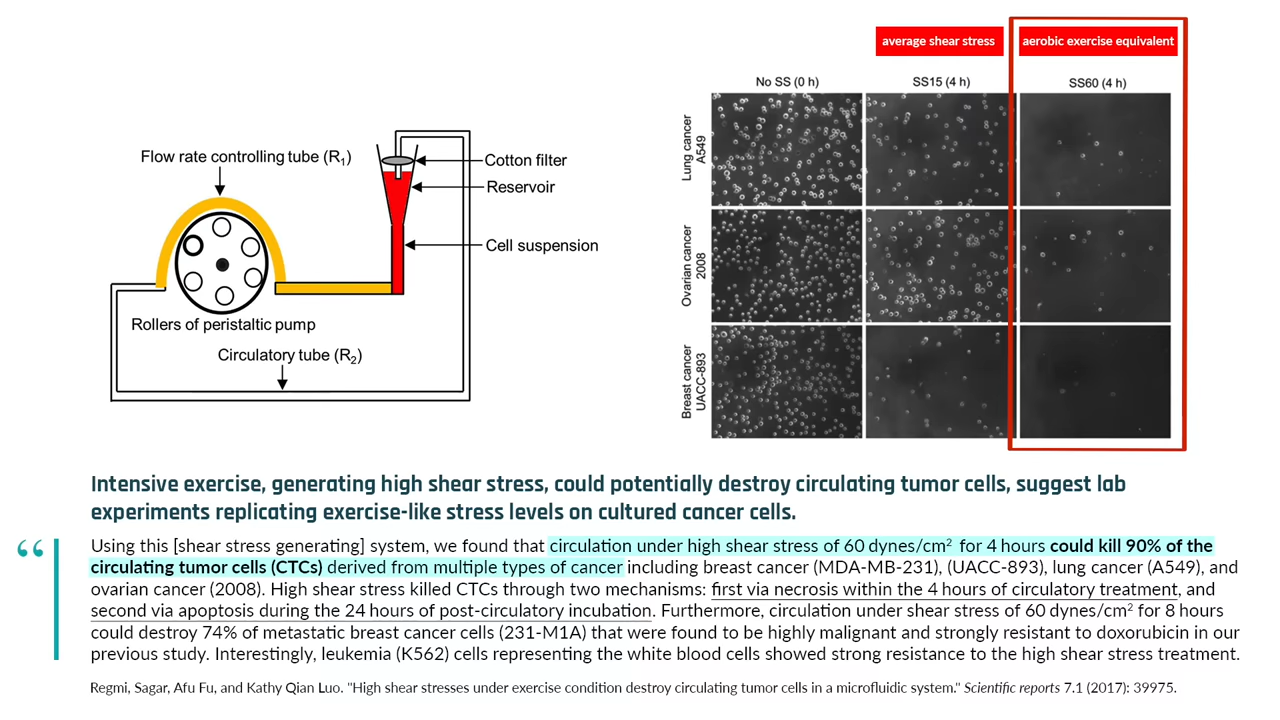 average shear stress
aerobic exercise equivalent
No SS (0 h)
SS15 (4 h)
SS60 (4 h)
Lung cancer
A549
Ovarian cancer
2008
Breast cancer
UACC-893
Flow rate controlling tube (R₁)
Cotton filter
Reservoir
Cell suspension
Rollers of peristaltic pump
Circulatory tube (R₂)
Intensive exercise, generating high shear stress, could potentially destroy circulating tumor cells, suggest lab
experiments replicating exercise-like stress levels on cultured cancer cells.
“
Using this [shear stress generating] system, we found that circulation under high shear stress of 60 dynes/cm² for 4 hours could kill 90% of the
circulating tumor cells (CTCs) derived from multiple types of cancer including breast cancer (MDA-MB-231), (UACC-893), lung cancer (A549), and
ovarian cancer (2008). High shear stress killed CTCs through two mechanisms: first via necrosis within the 4 hours of circulatory treatment, and
second via apoptosis during the 24 hours of post-circulatory incubation. Furthermore, circulation under shear stress of 60 dynes/cm² for 8 hours
could destroy 74% of metastatic breast cancer cells (231-M1A) that were found to be highly malignant and strongly resistant to doxorubicin in our
previous study. Interestingly, leukemia (K562) cells representing the white blood cells showed strong resistance to the high shear stress treatment.
Regmi, Sagar, Afu Fu, and Kathy Qian Luo. "High shear stresses under exercise condition destroy circulating tumor cells in a microfluidic system." Scientific reports 7.1 (2017): 39975.